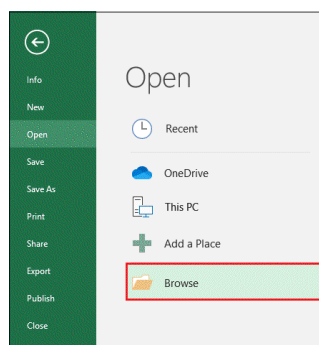 Info
New
Open
Save
Save As
Print
Share
Export
Publish
Close
Open
Recent
OneDrive
This PC
Add a Place
Browse